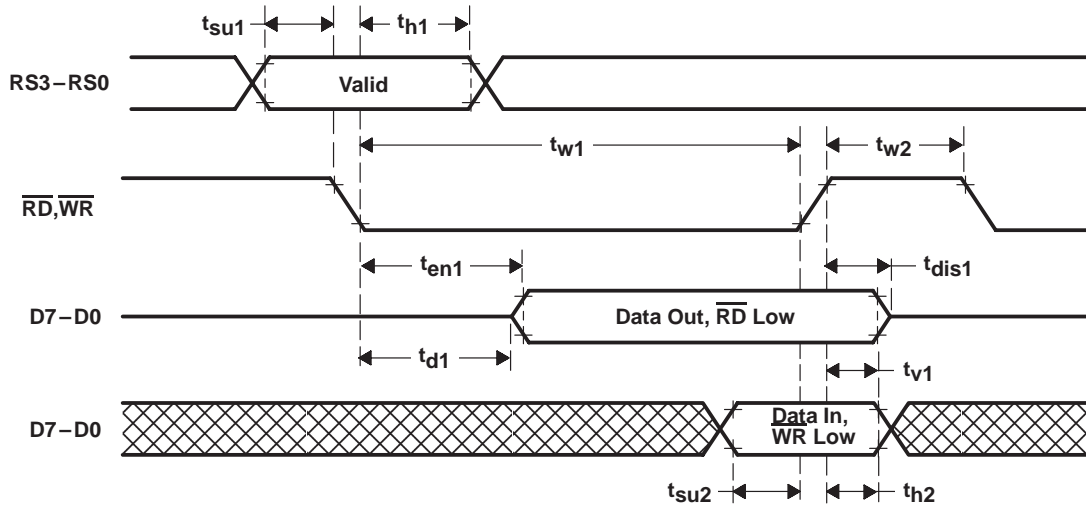 tsu1
th1
RS3–RS0
Valid
tw1
tw2
RD,WR
ten1
tdis1
D7–D0
Data Out, RD Low
td1
tv1
D7–D0
Data In,
WR Low
tsu2
th2